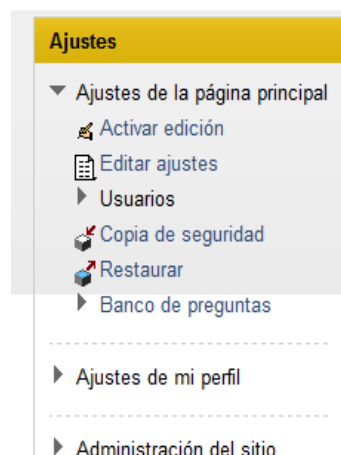 Ajustes
Ajustes de la página principal
Activar edición
Editar ajustes
Usuarios
Copia de seguridad
Restaurar
Banco de preguntas
Ajustes de mi perfil
Administración del sitio